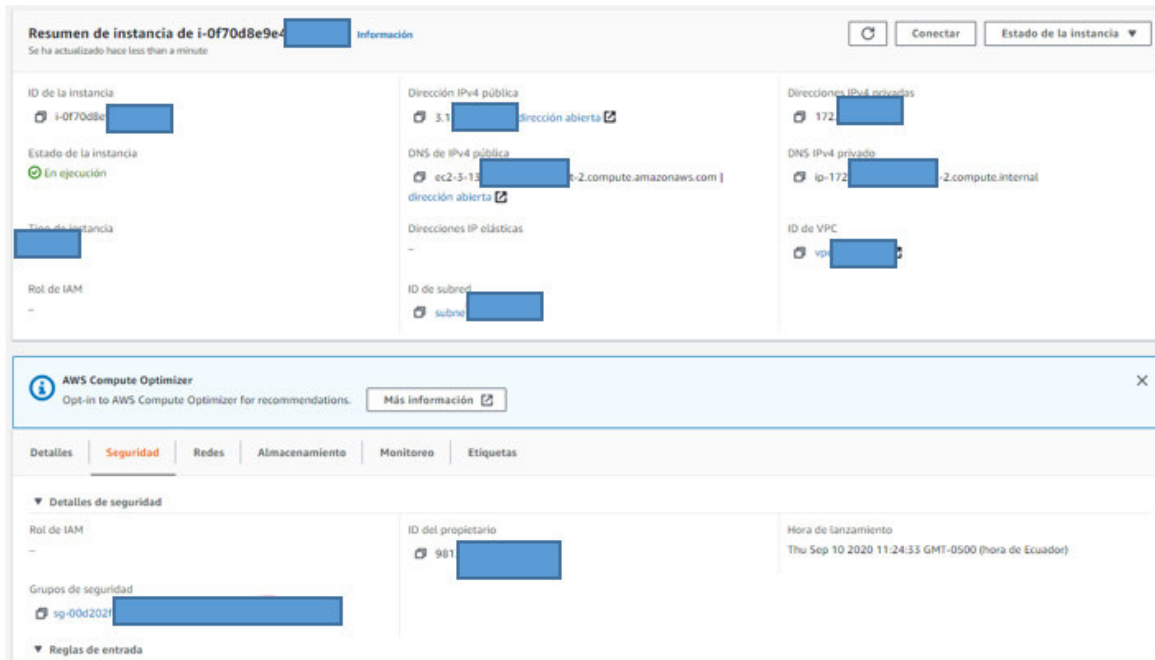 Resumen de instancia de i-0f70d8e9e4 Información
Se ha actualizado hace less than a minute
Conectar
Estado de la instancia
ID de la instancia
i-0f70d8e
Dirección IPv4 pública
3.1 dirección abierta
Direcciones IPv4 privadas
172.
Estado de la instancia
En ejecución
DNS de IPv4 pública
ec2-3-13 t-2.compute.amazonaws.com |
dirección abierta
DNS IPv4 privado
ip-172 -2.compute.internal
Tipo de instancia
Direcciones IP elásticas
–
ID de VPC
vpc
Rol de IAM
–
ID de subred
subne
AWS Compute Optimizer
Opt-in to AWS Compute Optimizer for recommendations.
Más información
Detalles
Seguridad
Redes
Almacenamiento
Monitoreo
Etiquetas
Detalles de seguridad
Rol de IAM
–
ID del propietario
981
Hora de lanzamiento
Thu Sep 10 2020 11:24:33 GMT-0500 (hora de Ecuador)
Grupos de seguridad
sg-00d202f
Reglas de entrada